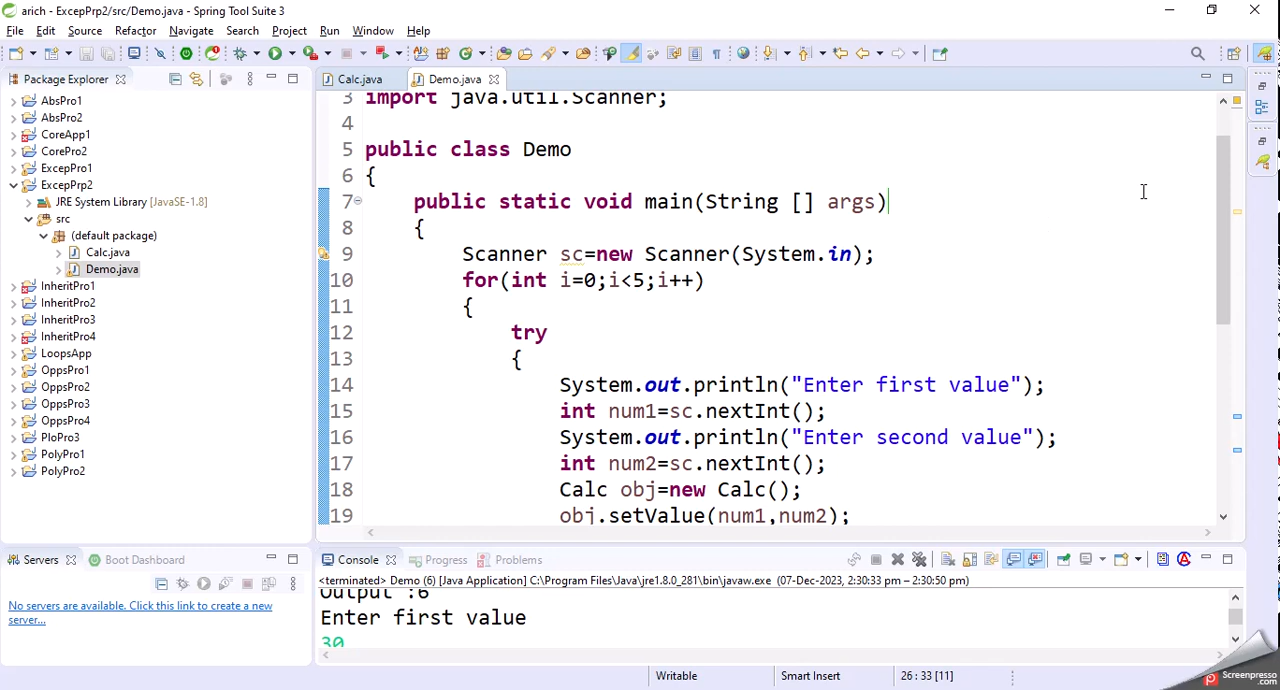 arich - ExcepPrp2/src/Demo.java - Spring Tool Suite 3
File Edit Source Refactor Navigate Search Project Run Window Help
Package Explorer
AbsPro1
AbsPro2
CoreApp1
CorePro2
ExcepPro1
ExcepPrp2
JRE System Library [JavaSE-1.8]
src
(default package)
Calc.java
Demo.java
InheritPro1
InheritPro2
InheritPro3
InheritPro4
LoopsApp
OppsPro1
OppsPro2
OppsPro3
OppsPro4
PloPro3
PolyPro1
PolyPro2
Calc.java Demo.java
3 import java.util.Scanner;
4
5 public class Demo
6 {
7 public static void main(String [] args)
8 {
9 Scanner sc=new Scanner(System.in);
10 for(int i=0;i<5;i++)
11 {
12 try
13 {
14 System.out.println("Enter first value");
15 int num1=sc.nextInt();
16 System.out.println("Enter second value");
17 int num2=sc.nextInt();
18 Calc obj=new Calc();
19 obj.setValue(num1,num2);
Servers Boot Dashboard
No servers are available. Click this link to create a new
server...
Console Progress Problems
<terminated> Demo (6) [Java Application] C:\Program Files\Java\jre1.8.0_281\bin\javaw.exe (07-Dec-2023, 2:30:33 pm – 2:30:50 pm)
Output :6
Enter first value
30
Writable Smart Insert 26 : 33 [11]
Screenpresso
.com